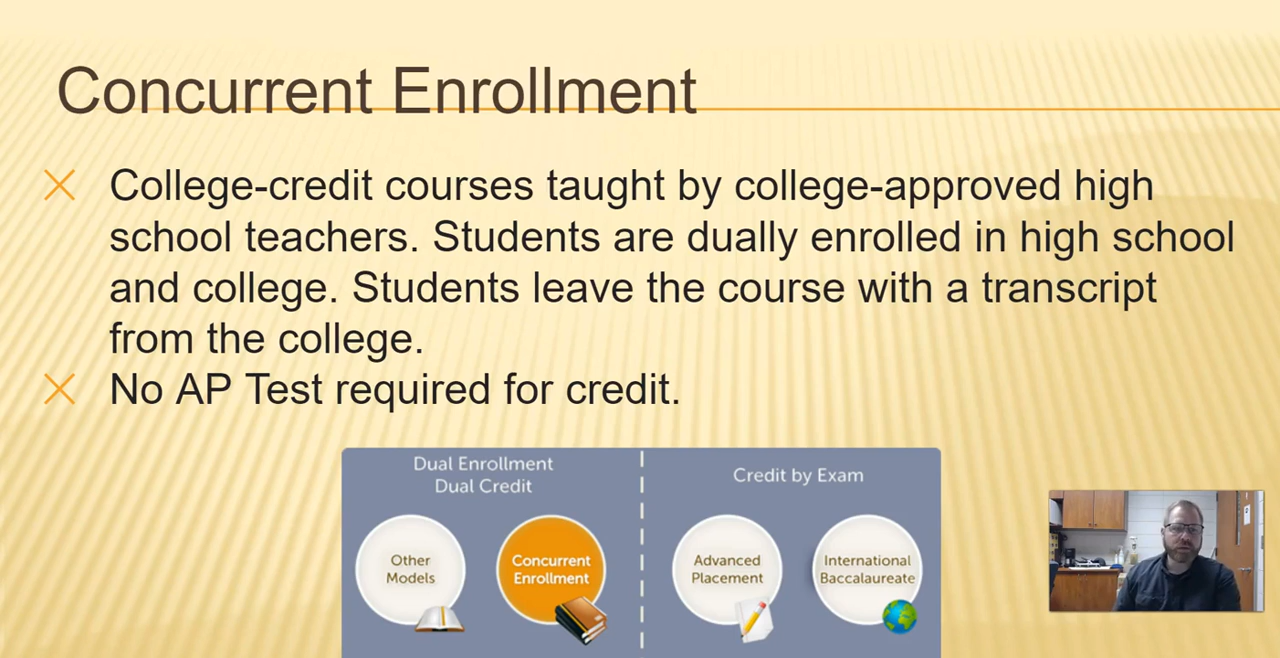 Concurrent Enrollment
College-credit courses taught by college-approved high
school teachers. Students are dually enrolled in high school
and college. Students leave the course with a transcript
from the college.
No AP Test required for credit.
Dual Enrollment
Dual Credit
Other
Models
Concurrent
Enrollment
Credit by Exam
Advanced
Placement
International
Baccalaureate